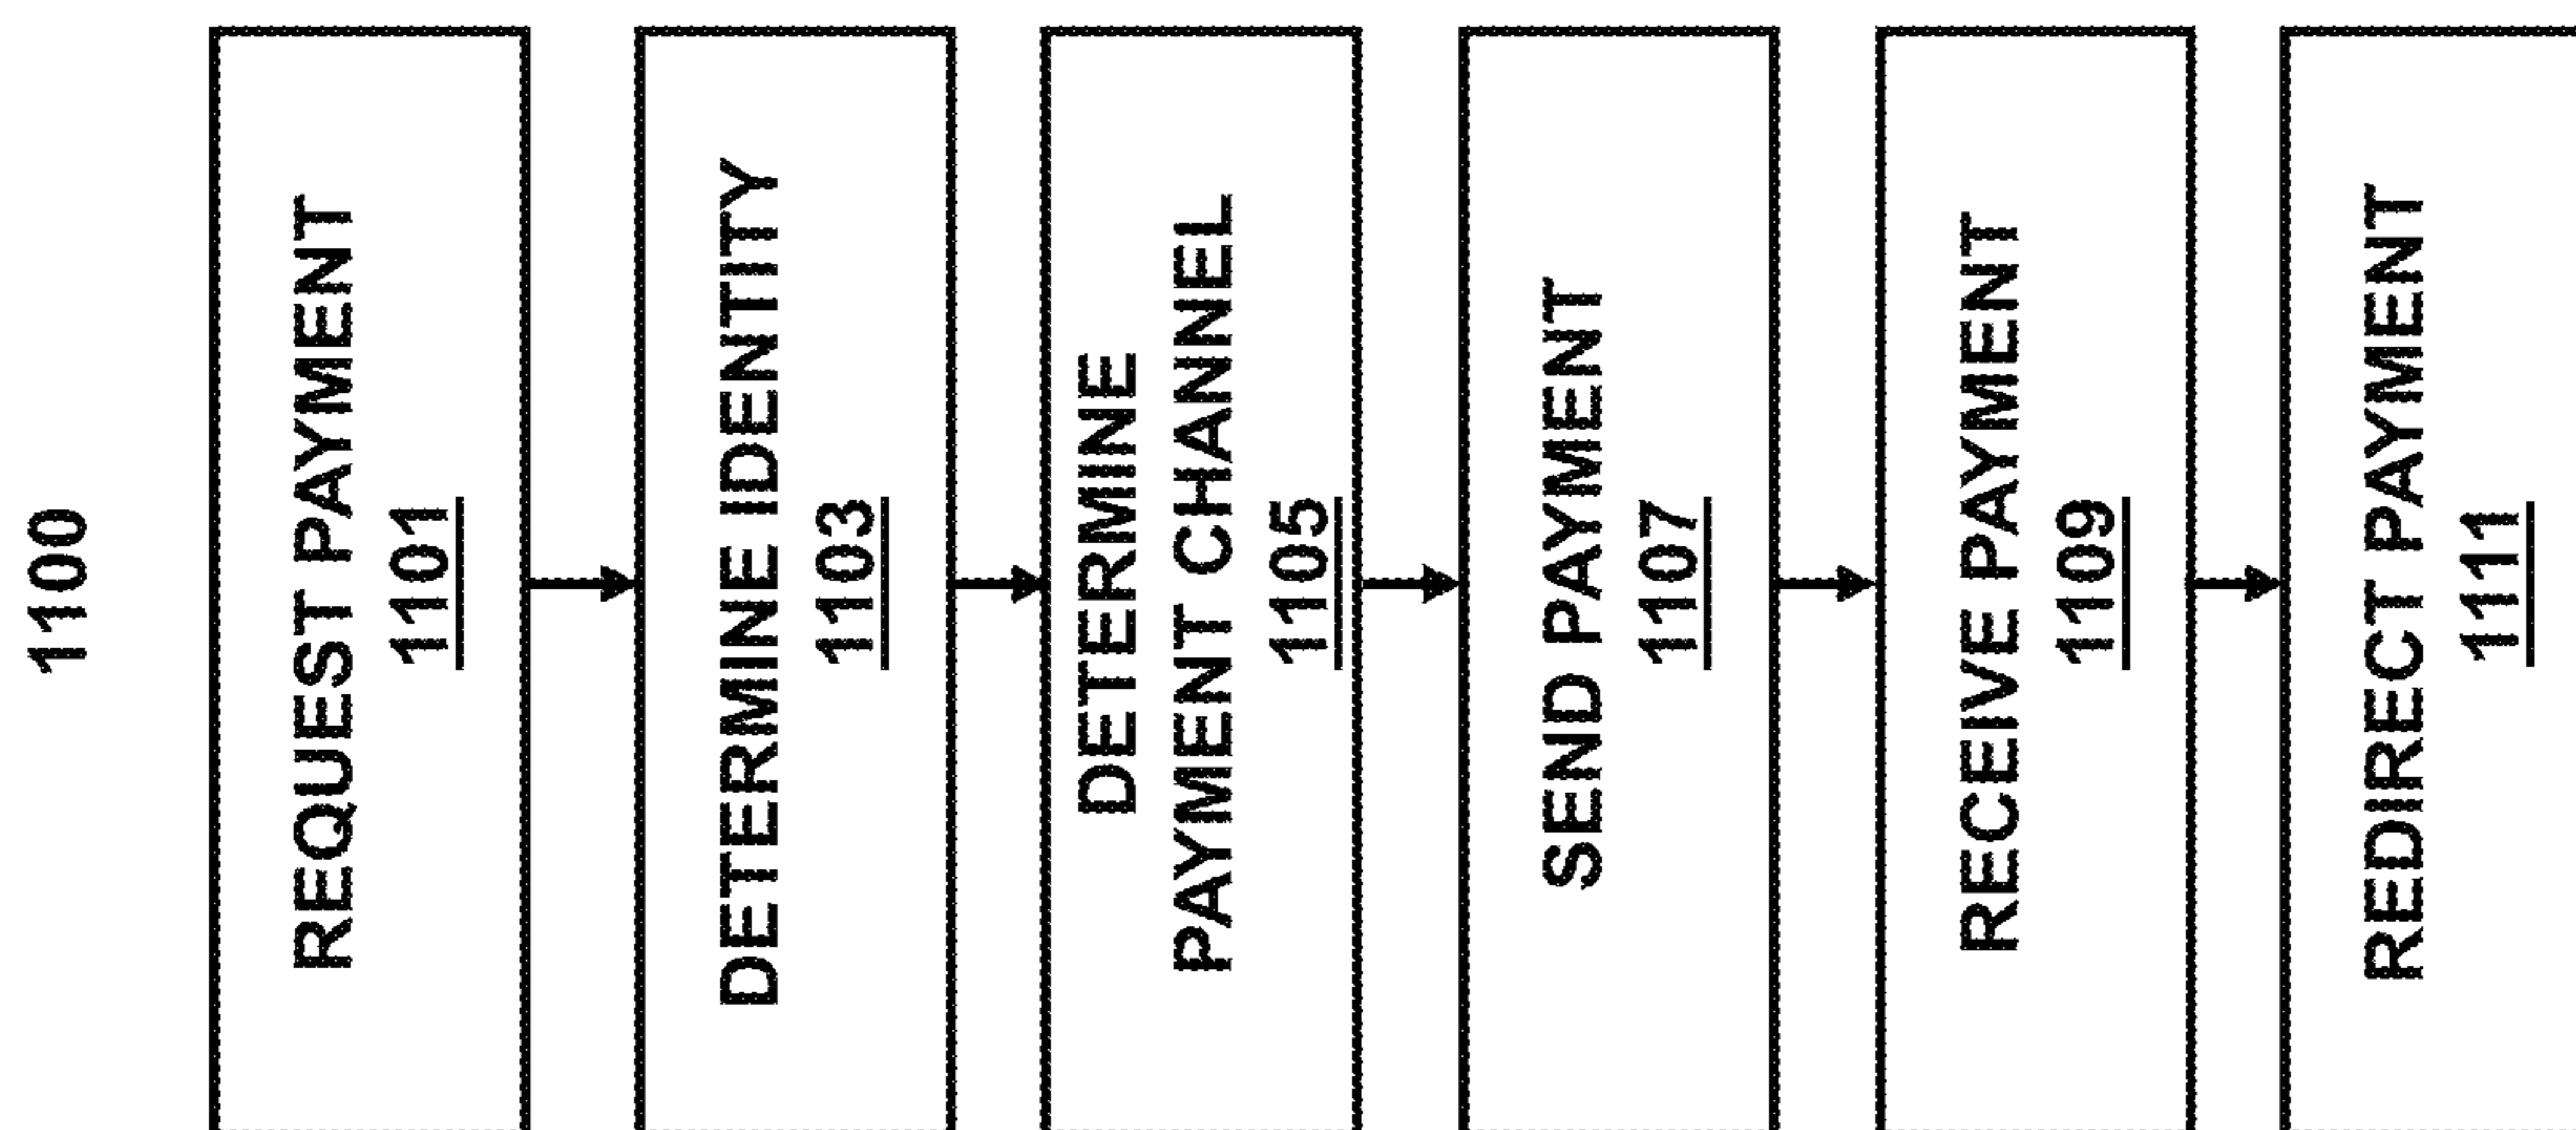 1100
REQUEST PAYMENT
1101
DETERMINE IDENTITY
1103
DETERMINE
PAYMENT CHANNEL
1105
SEND PAYMENT
1107
RECEIVE PAYMENT
1109
REDIRECT PAYMENT
1111